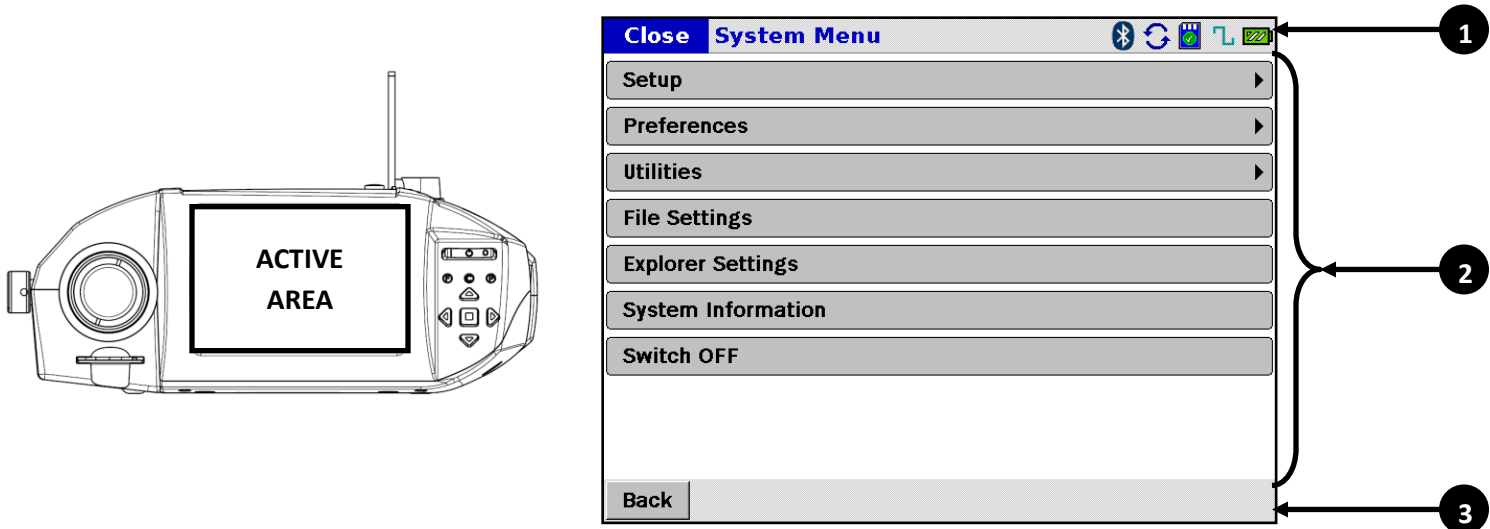 ACTIVE
AREA
Close System Menu
Setup
Preferences
Utilities
File Settings
Explorer Settings
System Information
Switch OFF
Back
1
2
3